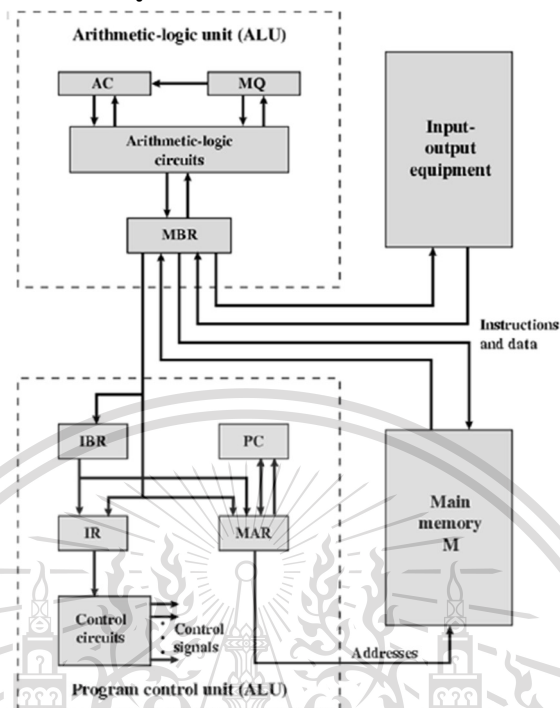 Arithmetic-logic unit (ALU)
AC
MQ
Arithmetic-logic
circuits
MBR
Input-
output
equipment
Instructions
and data
IBR
PC
IR
MAR
Main
memory
M
Control
circuits
Control
signals
Addresses
Program control unit (ALU)